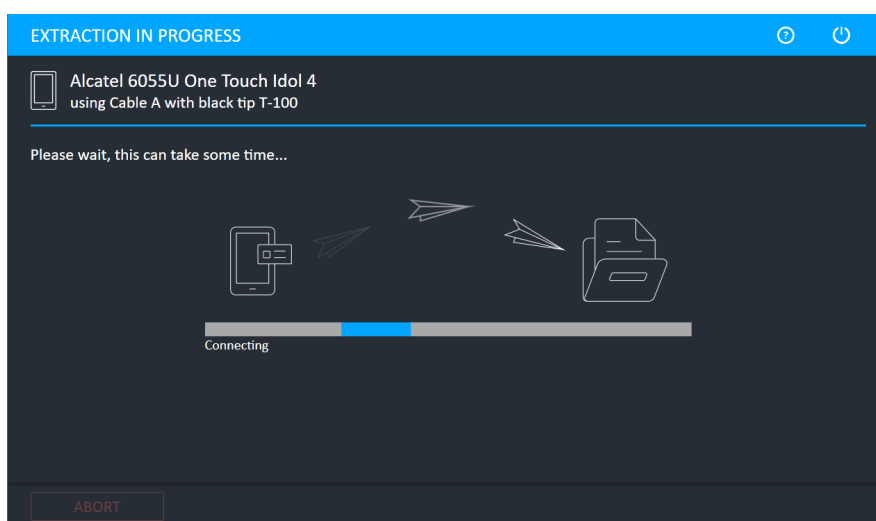 EXTRACTION IN PROGRESS
Alcatel 6055U One Touch Idol 4
using Cable A with black tip T-100
Please wait, this can take some time...
Connecting
ABORT